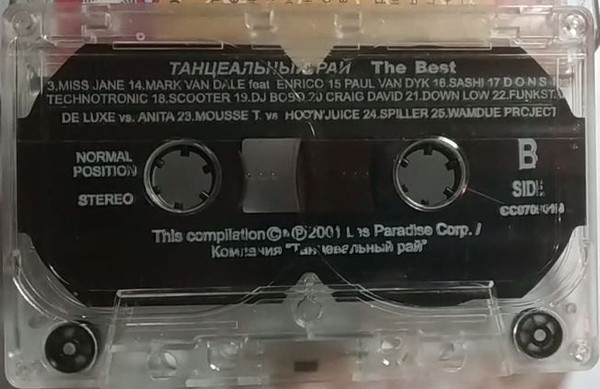 ТАНЦЕАЛЬНЫЙ РАЙ The Best
3.MISS JANE 14.MARK VAN DALE feat ENRICO 15 PAUL VAN DYK 16.SASH! 17 D O N S
TECHNOTRONIC 18.SCOOTER 19.DJ BOBO 20 CRAIG DAVID 21.DOWN LOW 22.FUNKST
DE LUXE vs. ANITA 23.MOUSSE T. vs HOO'N'JUICE 24.SPILLER 25.WAMDUE PROJECT
NORMAL
POSITION
STEREO
B
SIDE
This compilation © ℗ 2001 Paradise Corp. /
Компания "Танцевальный рай"